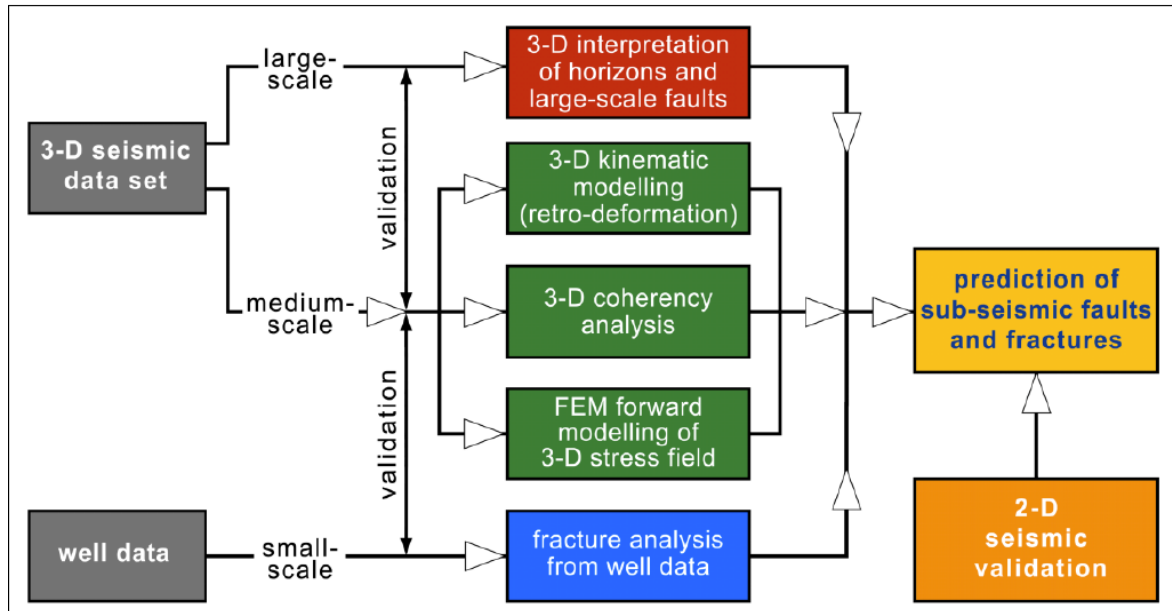 large-
scale
3-D interpretation
of horizons and
large-scale faults
3-D seismic
data set
validation
3-D kinematic
modelling
(retro-deformation)
medium-
scale
3-D coherency
analysis
prediction of
sub-seismic faults
and fractures
validation
FEM forward
modelling of
3-D stress field
well data
small-
scale
fracture analysis
from well data
2-D
seismic
validation